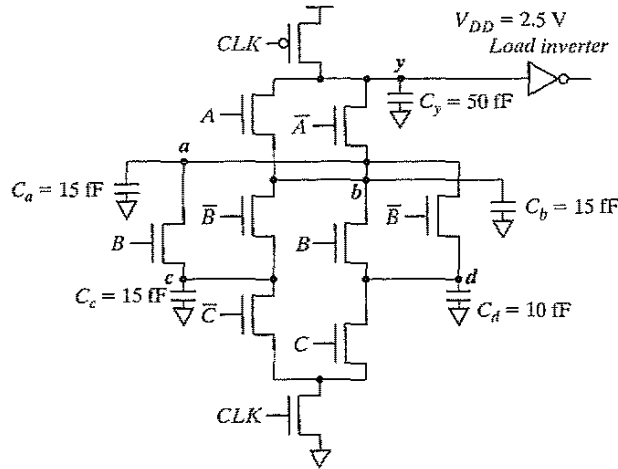 V_DD = 2.5 V
CLK
Load inverter
y
A
A̅
C_y = 50 fF
a
b
C_a = 15 fF
B̅
B̅
C_b = 15 fF
B
B
c
d
C_c = 15 fF
C̅
C_d = 10 fF
C
CLK